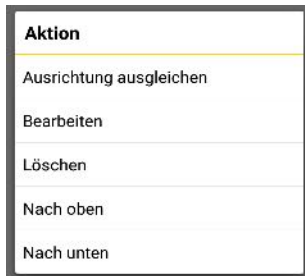 Aktion
Ausrichtung ausgleichen
Bearbeiten
Löschen
Nach oben
Nach unten